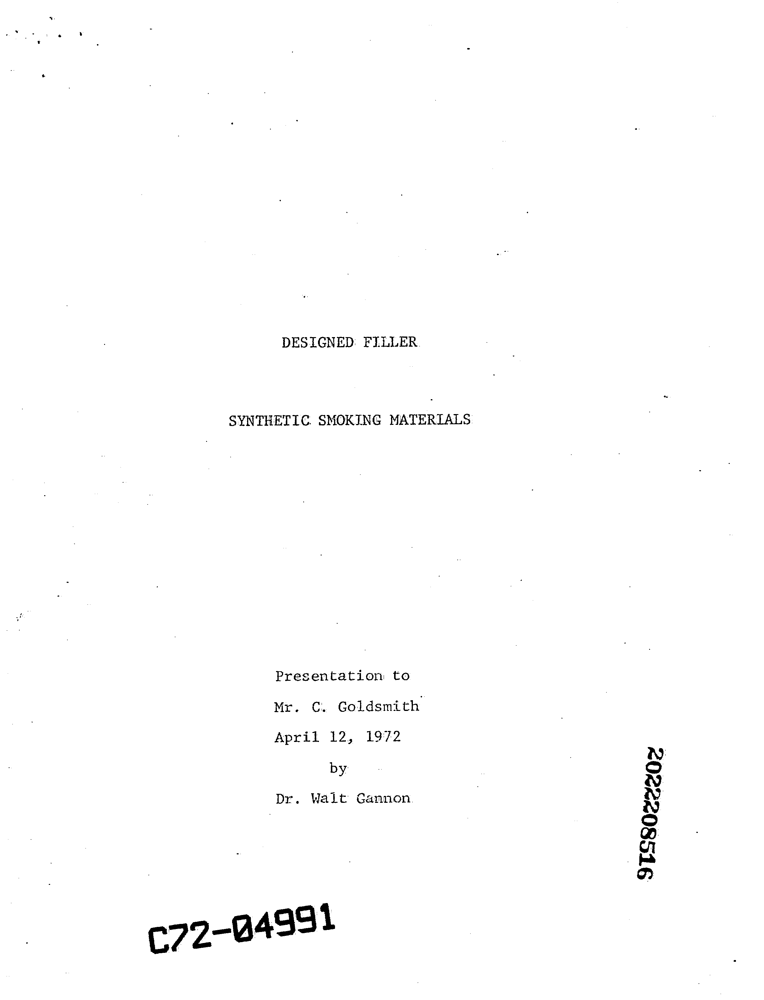 DESIGNED FILLER
SYNTHETIC SMOKING MATERIALS
Presentation to
Mr. C. Goldsmith
April 12, 1972
by
Dr. Walt Gannon
2022208516
C72-04991